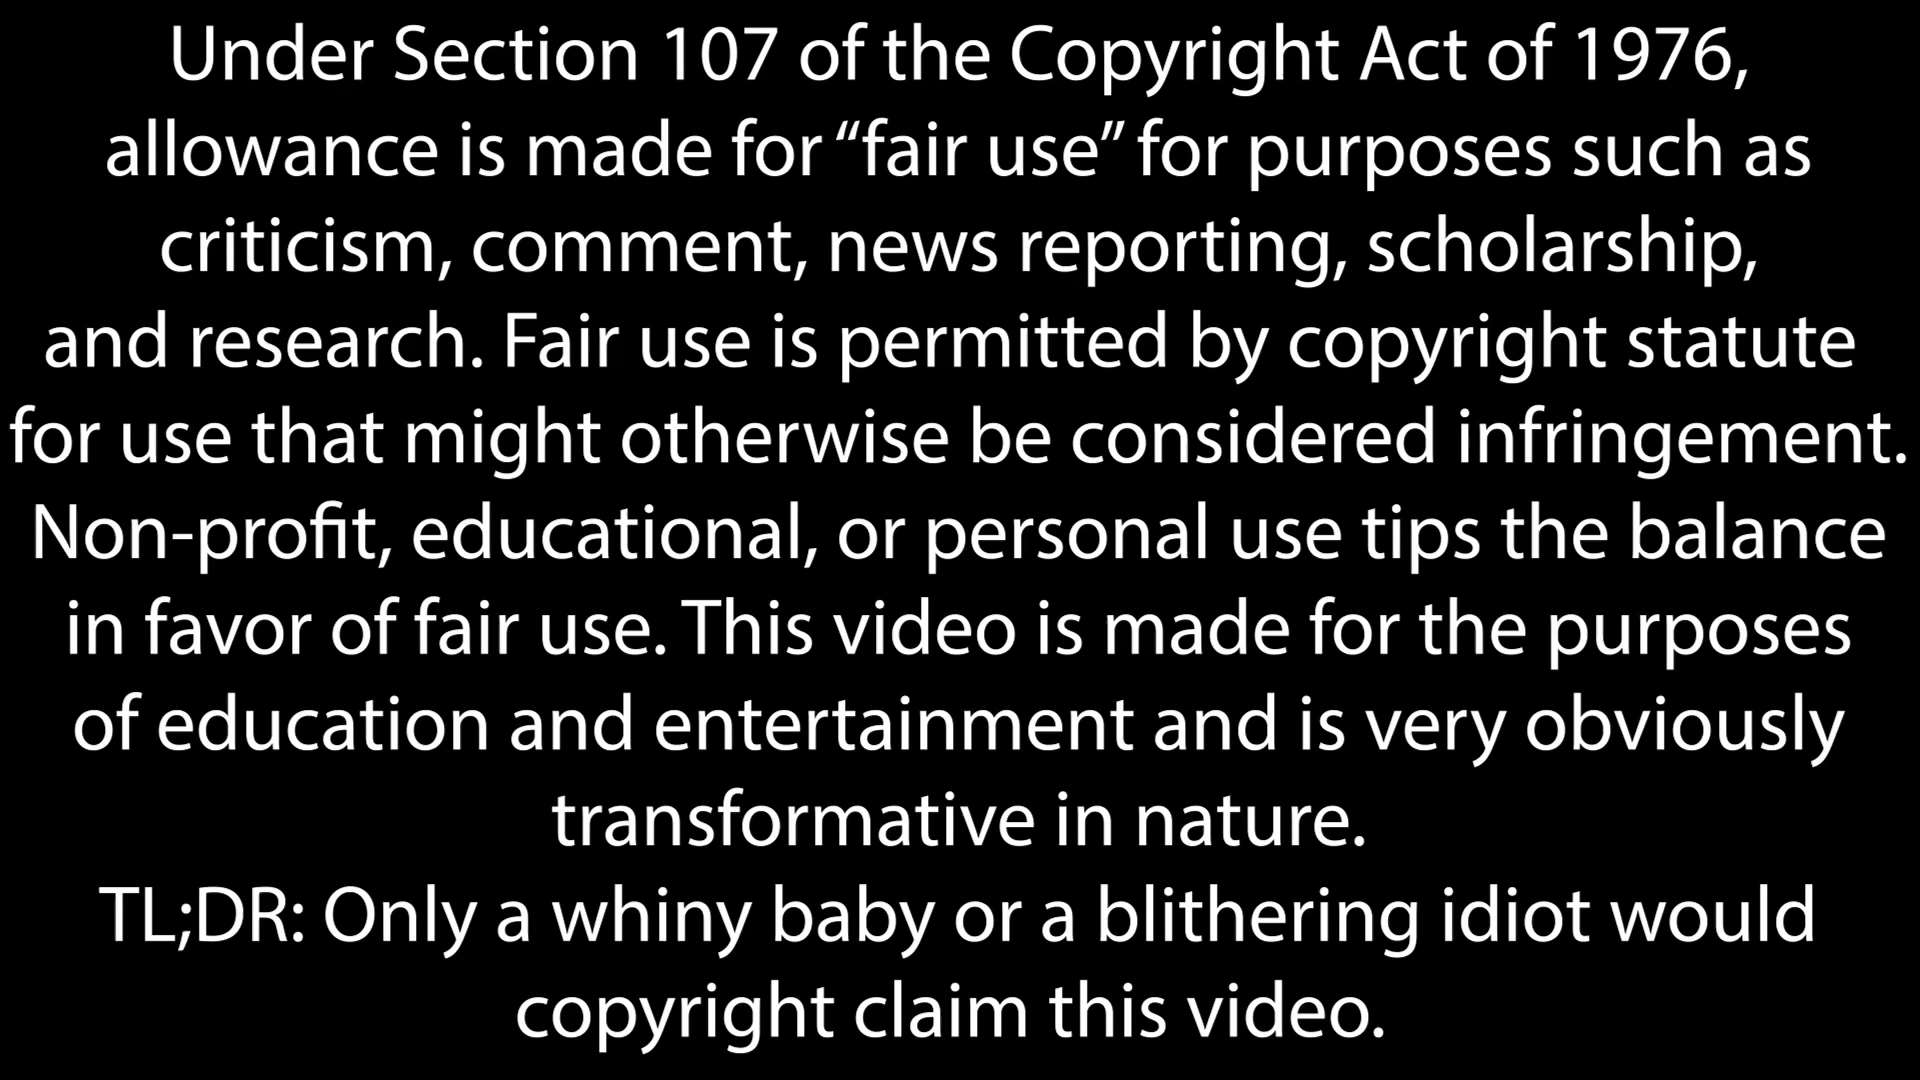 Under Section 107 of the Copyright Act of 1976,
allowance is made for “fair use” for purposes such as
criticism, comment, news reporting, scholarship,
and research. Fair use is permitted by copyright statute
for use that might otherwise be considered infringement.
Non-profit, educational, or personal use tips the balance
in favor of fair use. This video is made for the purposes
of education and entertainment and is very obviously
transformative in nature.
TL;DR: Only a whiny baby or a blithering idiot would
copyright claim this video.